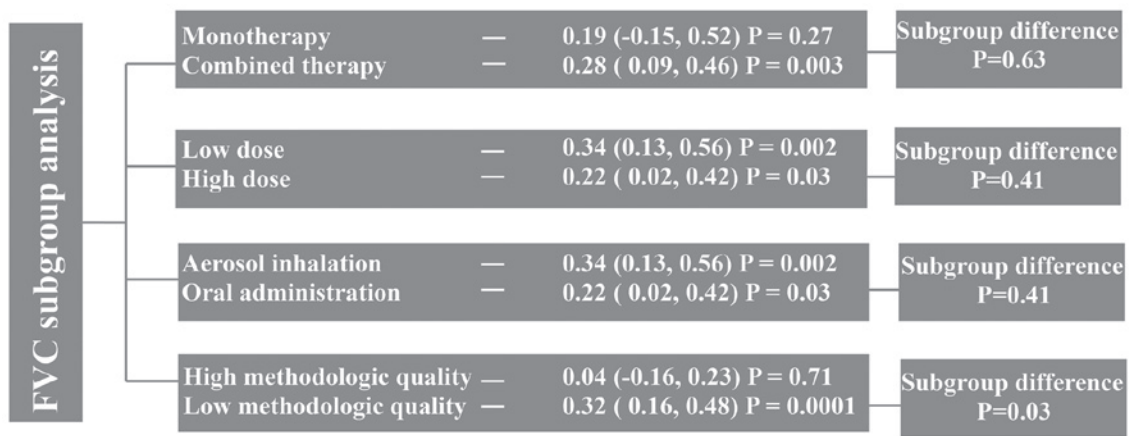 FVC subgroup analysis
Monotherapy — 0.19 (-0.15, 0.52) P = 0.27
Combined therapy — 0.28 ( 0.09, 0.46) P = 0.003
Subgroup difference
P=0.63
Low dose — 0.34 (0.13, 0.56) P = 0.002
High dose — 0.22 ( 0.02, 0.42) P = 0.03
Subgroup difference
P=0.41
Aerosol inhalation — 0.34 (0.13, 0.56) P = 0.002
Oral administration — 0.22 ( 0.02, 0.42) P = 0.03
Subgroup difference
P=0.41
High methodologic quality — 0.04 (-0.16, 0.23) P = 0.71
Low methodologic quality — 0.32 ( 0.16, 0.48) P = 0.0001
Subgroup difference
P=0.03